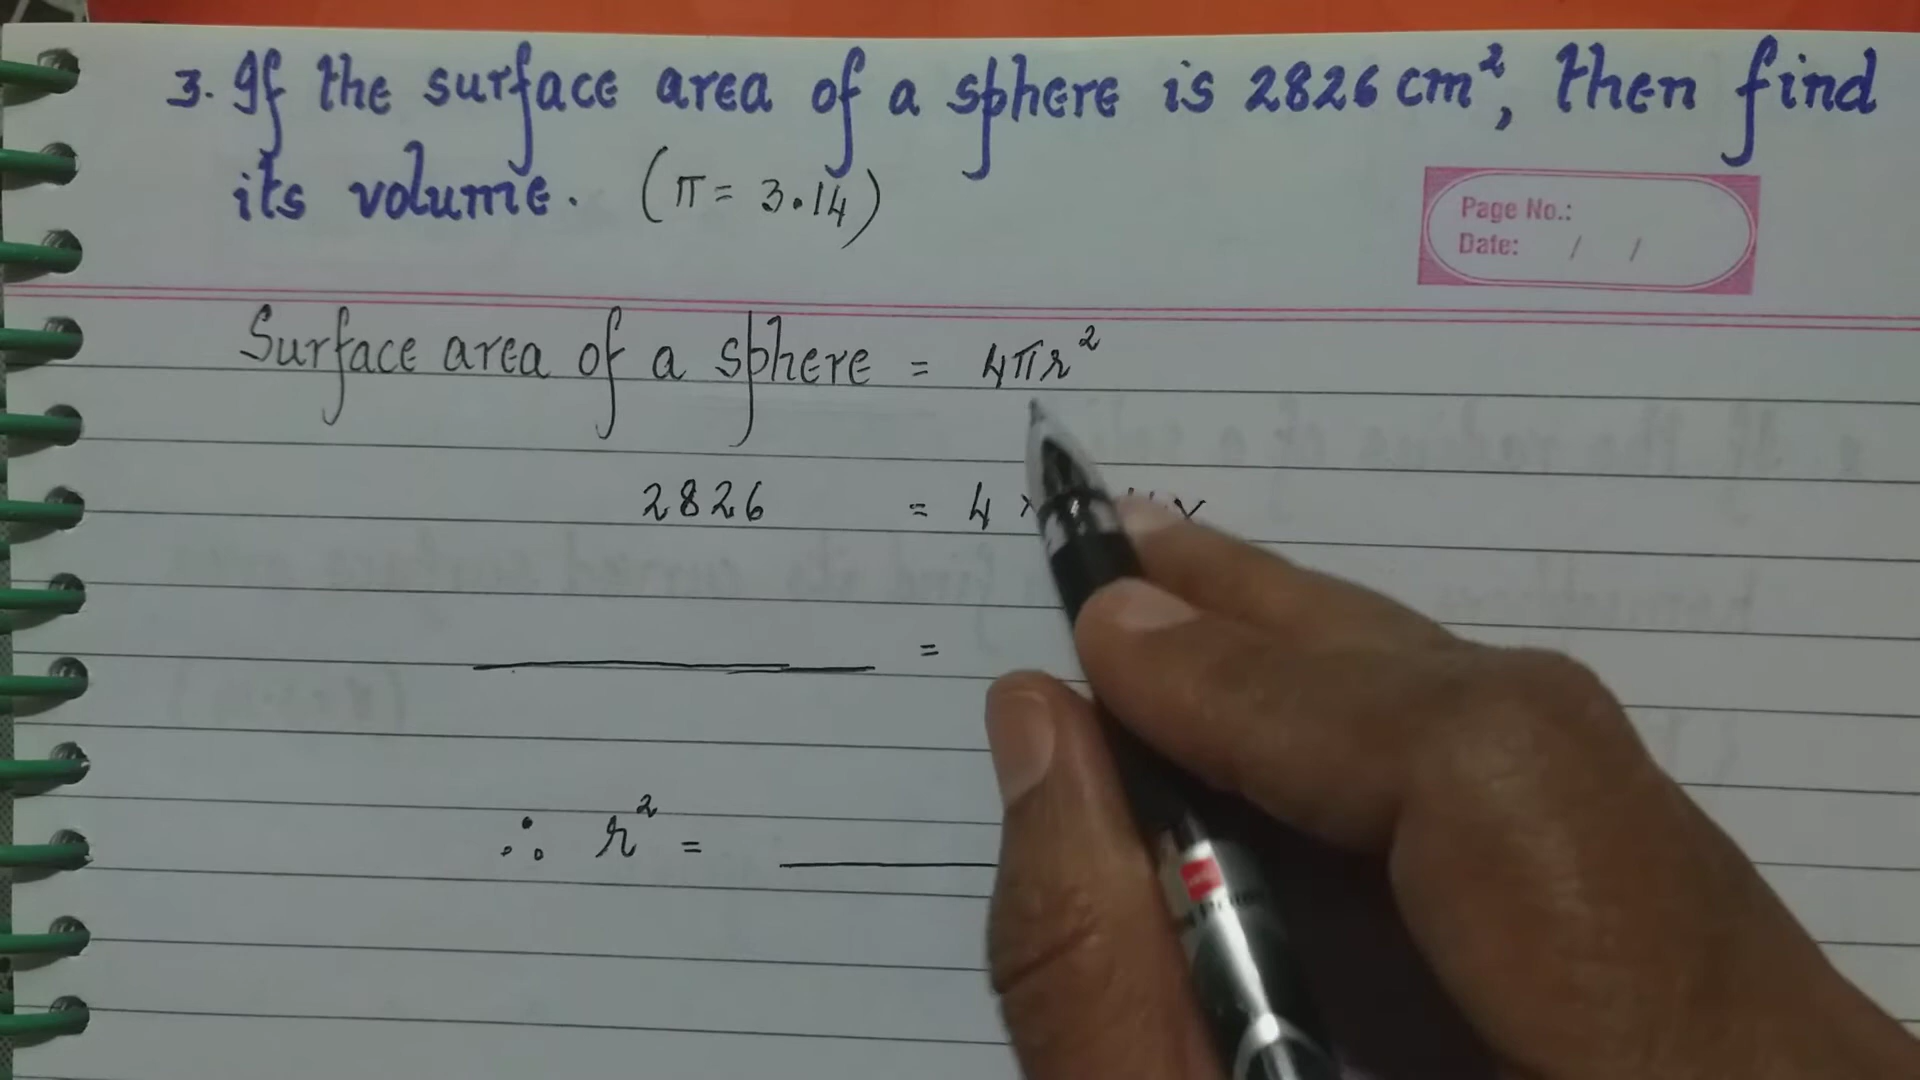 3. If the surface area of a sphere is 2826 cm², then find
its volume. (π = 3.14)
Page No.:
Date: / /
Surface area of a sphere = 4πr²
2826 = 4 × ×
=
∴ r² =